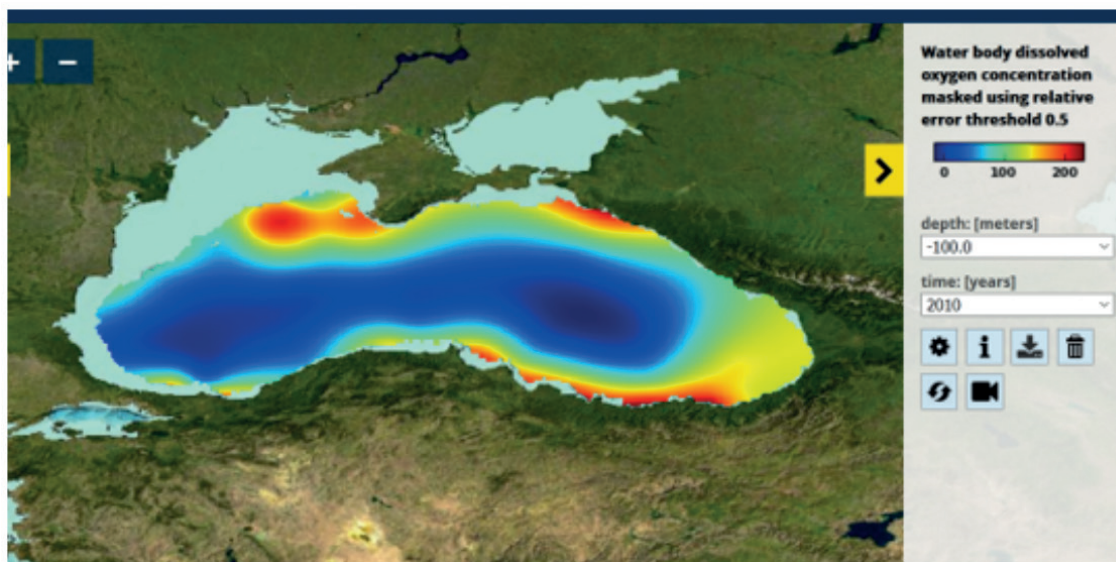 + −
Water body dissolved
oxygen concentration
masked using relative
error threshold 0.5
0 100 200
depth: [meters]
-100.0
time: [years]
2010